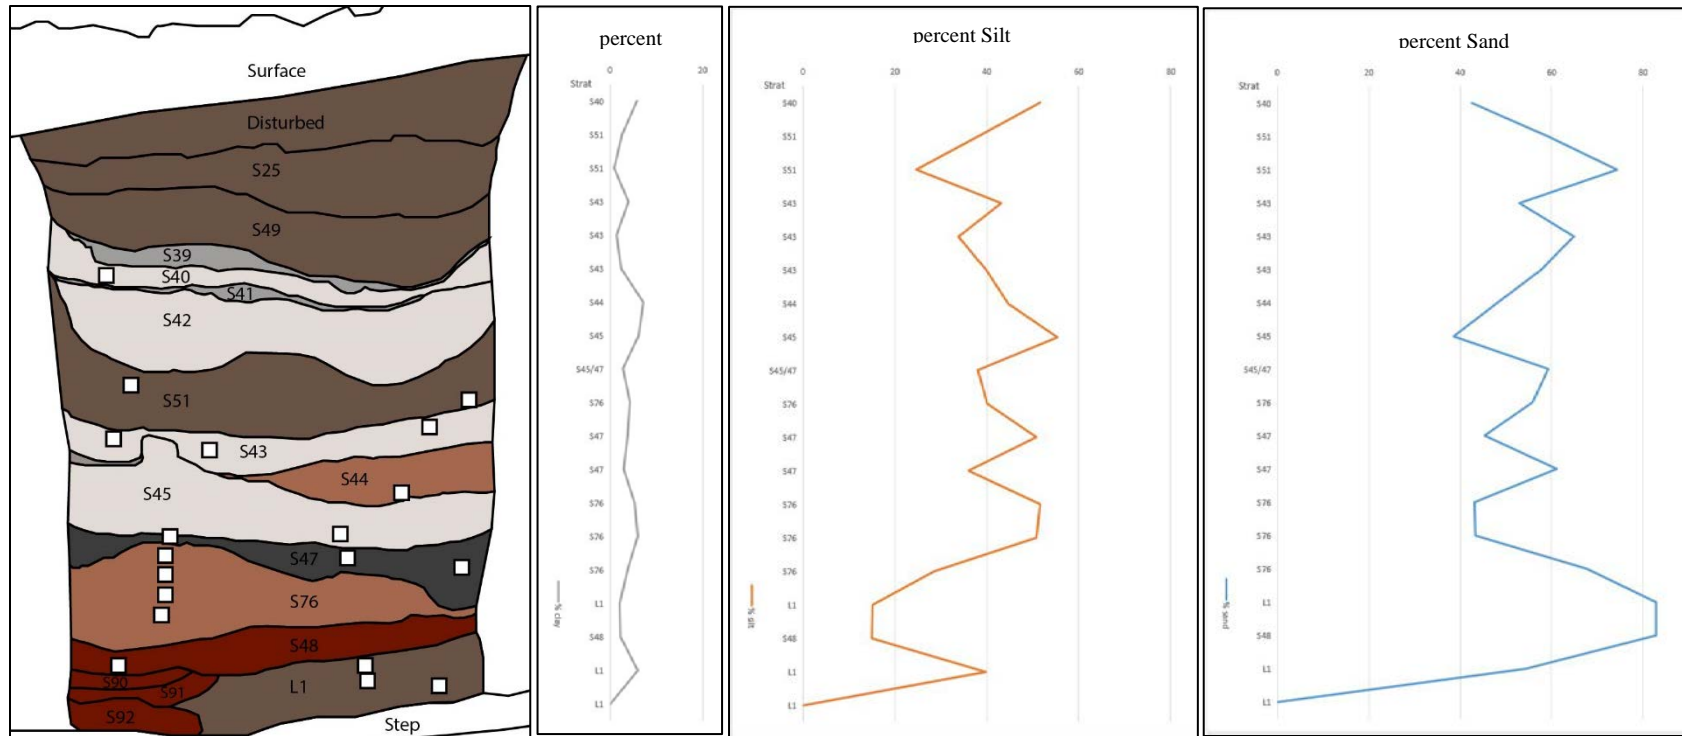 Surface
Disturbed
S25
S49
S39
S40
S41
S42
S51
S43
S44
S45
S47
S76
S48
S90
S91
L1
S92
Step
percent
0 20
Strat
S40
S51
S51
S43
S43
S43
S44
S45
S45/47
S76
S47
S47
S76
S76
S76
L1
S48
L1
L1
% clay
percent Silt
0 20 40 60 80
Strat
S40
S51
S51
S43
S43
S43
S44
S45
S45/47
S76
S47
S47
S76
S76
S76
L1
S48
L1
L1
% silt
percent Sand
0 20 40 60 80
Strat
S40
S51
S51
S43
S43
S43
S44
S45
S45/47
S76
S47
S47
S76
S76
S76
L1
S48
L1
L1
% sand